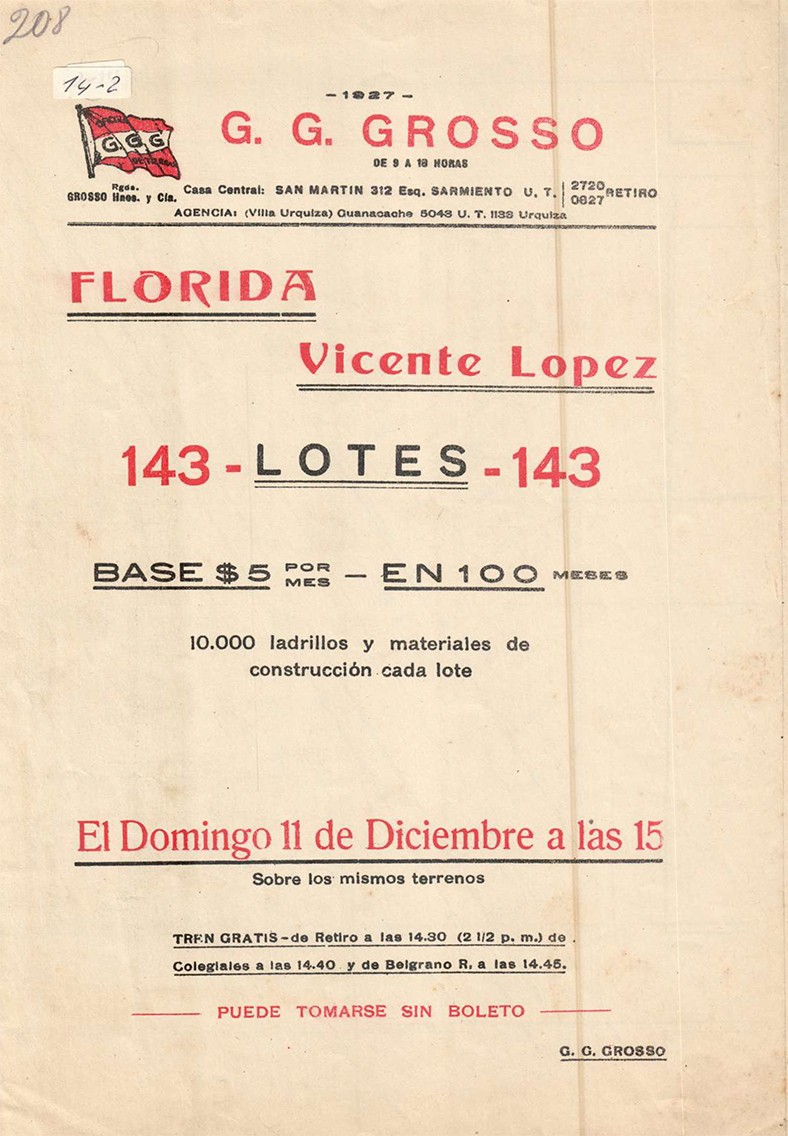 208
14-2
-1927-
G. G. GROSSO
DE 9 A 18 HORAS
G.G.G
Rgdo.
GROSSO Hnos. y Cía.
Casa Central: SAN MARTIN 312 Esq. SARMIENTO U. T. 2720 0827 RETIRO
AGENCIA: (Villa Urquiza) Guanacache 5043 U. T. 1138 Urquiza
FLORIDA
Vicente Lopez
143 - LOTES - 143
BASE $ 5 POR MES — EN 100 MESES
10.000 ladrillos y materiales de
construcción cada lote
El Domingo 11 de Diciembre a las 15
Sobre los mismos terrenos
TREN GRATIS - de Retiro a las 14.30 (2 1/2 p. m.) de
Colegiales a las 14.40 y de Belgrano R. a las 14.45.
PUEDE TOMARSE SIN BOLETO
G. G. GROSSO